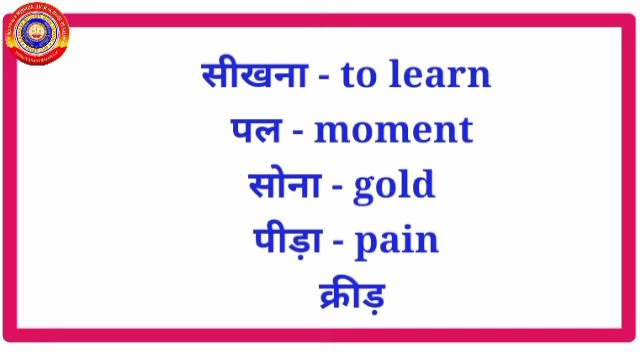 सीखना - to learn
पल - moment
सोना - gold
पीड़ा - pain
क्रीड़